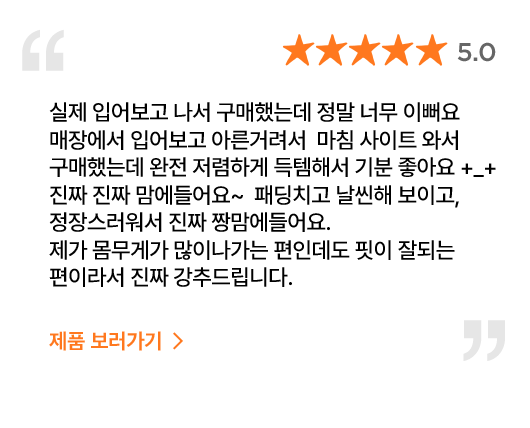 5.0
실제 입어보고 나서 구매했는데 정말 너무 이뻐요
매장에서 입어보고 아른거려서 마침 사이트 와서
구매했는데 완전 저렴하게 득템해서 기분 좋아요 +_+
진짜 진짜 맘에들어요~ 패딩치고 날씬해 보이고,
정장스러워서 진짜 짱맘에들어요.
제가 몸무게가 많이나가는 편인데도 핏이 잘되는
편이라서 진짜 강추드립니다.
제품 보러가기 >